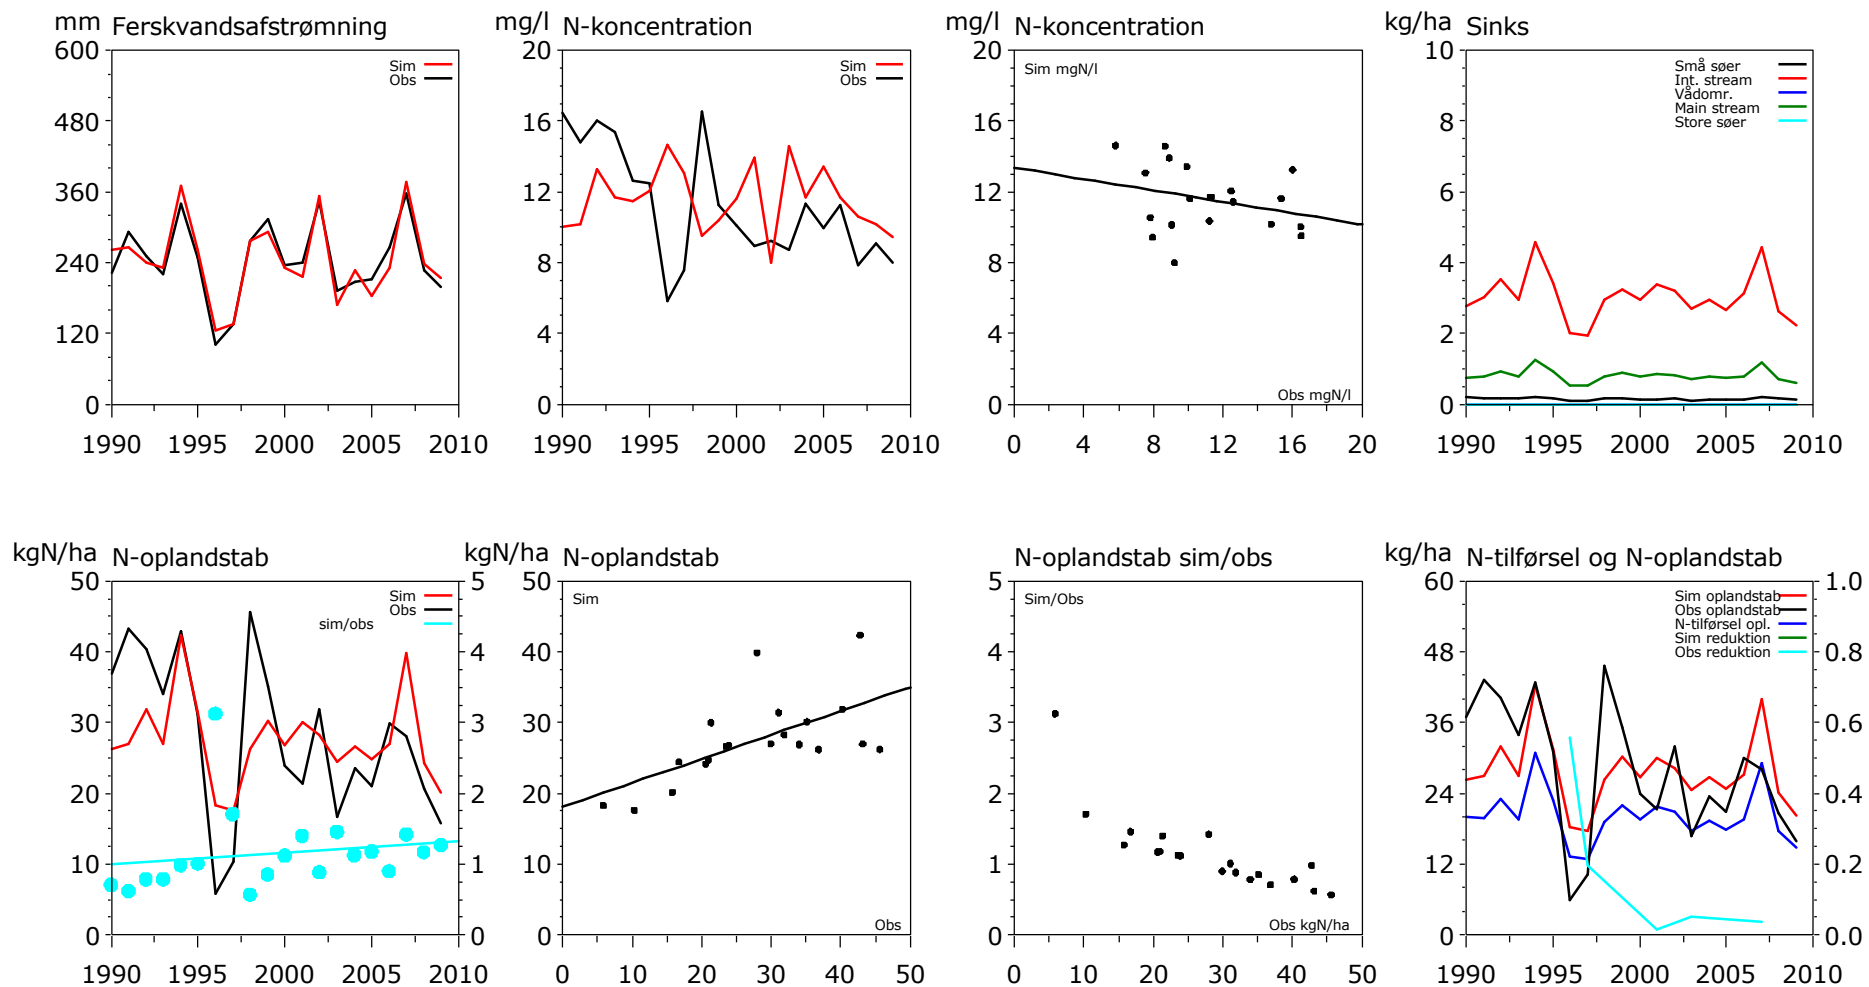 mm Ferskvandsafstrømning
600
480
360
240
120
0
Sim
Obs
1990 1995 2000 2005 2010
mg/l N-koncentration
20
16
12
8
4
0
Sim
Obs
1990 1995 2000 2005 2010
mg/l N-koncentration
20
16
12
8
4
0
Sim mgN/l
Obs mgN/l
0 4 8 12 16 20
kg/ha Sinks
10
8
6
4
2
0
Små søer
Int. stream
Vådomr.
Main stream
Store søer
1990 1995 2000 2005 2010
kgN/ha N-oplandstab
50
40
30
20
10
0
Sim
Obs
sim/obs
5
4
3
2
1
0
1990 1995 2000 2005 2010
kgN/ha N-oplandstab
50
40
30
20
10
0
Sim
Obs
0 10 20 30 40 50
N-oplandstab sim/obs
5
4
3
2
1
0
Sim/Obs
Obs kgN/ha
0 10 20 30 40 50
kg/ha N-tilførsel og N-oplandstab
60
48
36
24
12
0
Sim oplandstab
Obs oplandstab
N-tilførsel opl.
Sim reduktion
Obs reduktion
1.0
0.8
0.6
0.4
0.2
0.0
1990 1995 2000 2005 2010